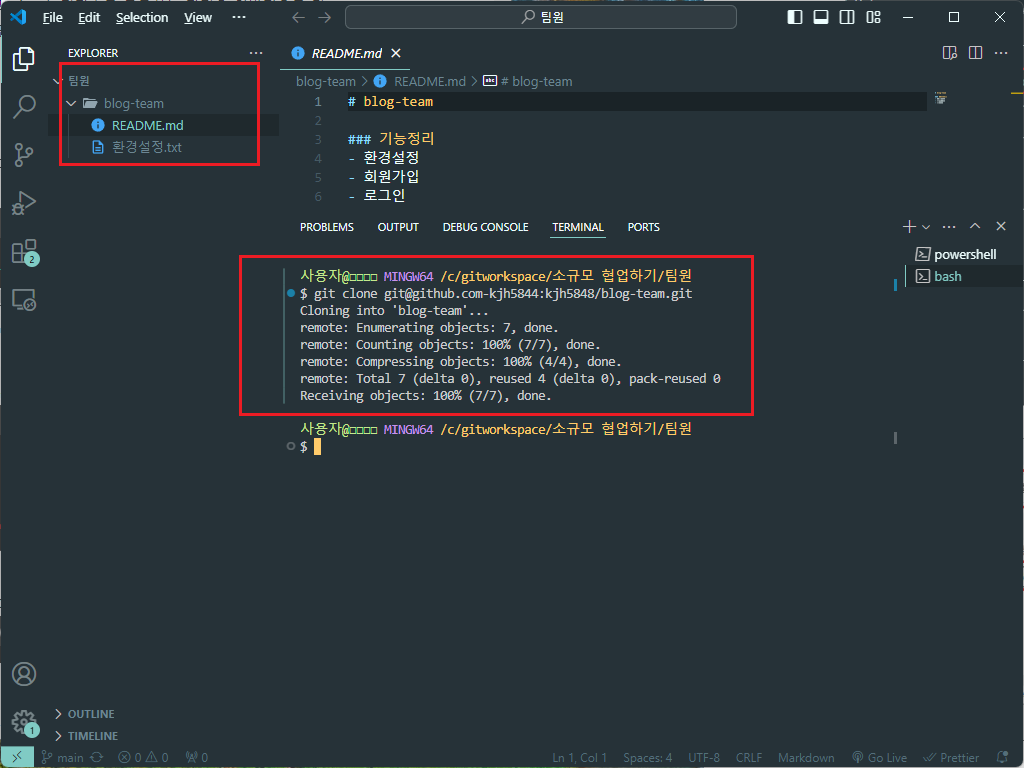 File Edit Selection View ··· 팀원
EXPLORER ···
팀원
blog-team
README.md
환경설정.txt
OUTLINE
TIMELINE
README.md
blog-team > README.md > # blog-team
1 # blog-team
2
3 ### 기능정리
4 - 환경설정
5 - 회원가입
6 - 로그인
PROBLEMS OUTPUT DEBUG CONSOLE TERMINAL PORTS
사용자@□□□□ MINGW64 /c/gitworkspace/소규모 협업하기/팀원
$ git clone git@github.com-kjh5844:kjh5848/blog-team.git
Cloning into 'blog-team'...
remote: Enumerating objects: 7, done.
remote: Counting objects: 100% (7/7), done.
remote: Compressing objects: 100% (4/4), done.
remote: Total 7 (delta 0), reused 4 (delta 0), pack-reused 0
Receiving objects: 100% (7/7), done.
사용자@□□□□ MINGW64 /c/gitworkspace/소규모 협업하기/팀원
$
powershell
bash
2
1
main 0 0 0 Ln 1, Col 1 Spaces: 4 UTF-8 CRLF Markdown Go Live Prettier